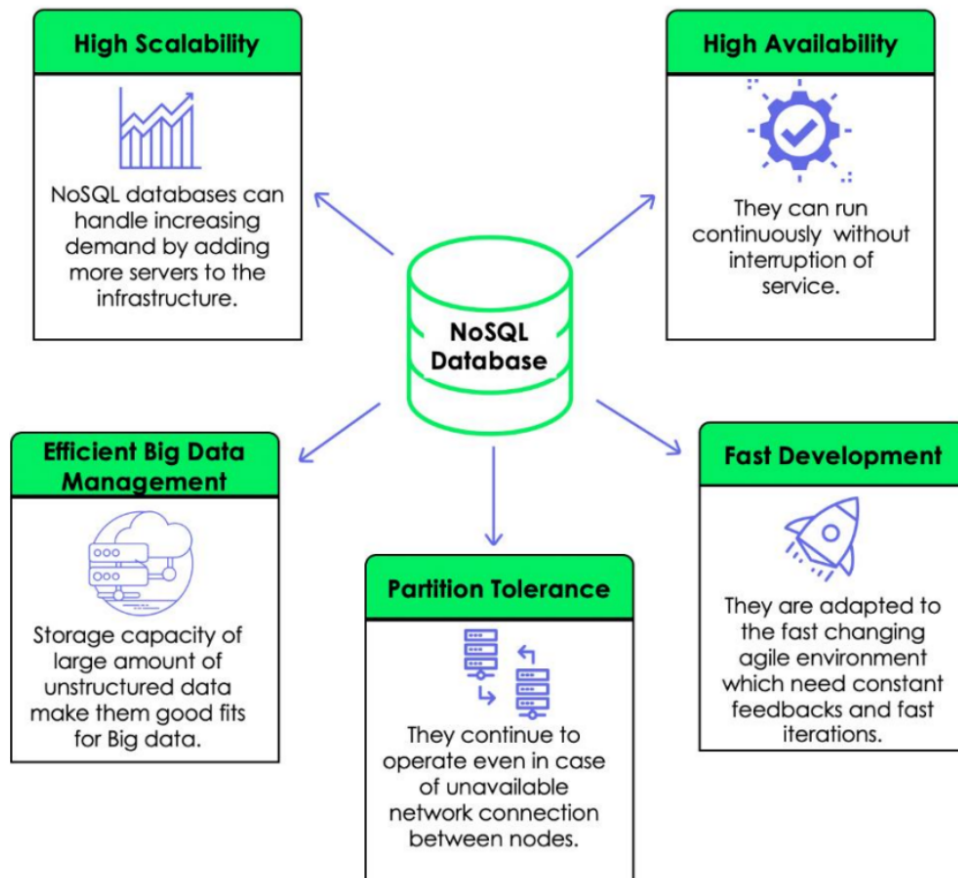 High Scalability
NoSQL databases can
handle increasing
demand by adding
more servers to the
infrastructure.
High Availability
They can run
continuously without
interruption of
service.
NoSQL
Database
Efficient Big Data
Management
Storage capacity of
large amount of
unstructured data
make them good fits
for Big data.
Partition Tolerance
They continue to
operate even in case
of unavailable
network connection
between nodes.
Fast Development
They are adapted to
the fast changing
agile environment
which need constant
feedbacks and fast
iterations.